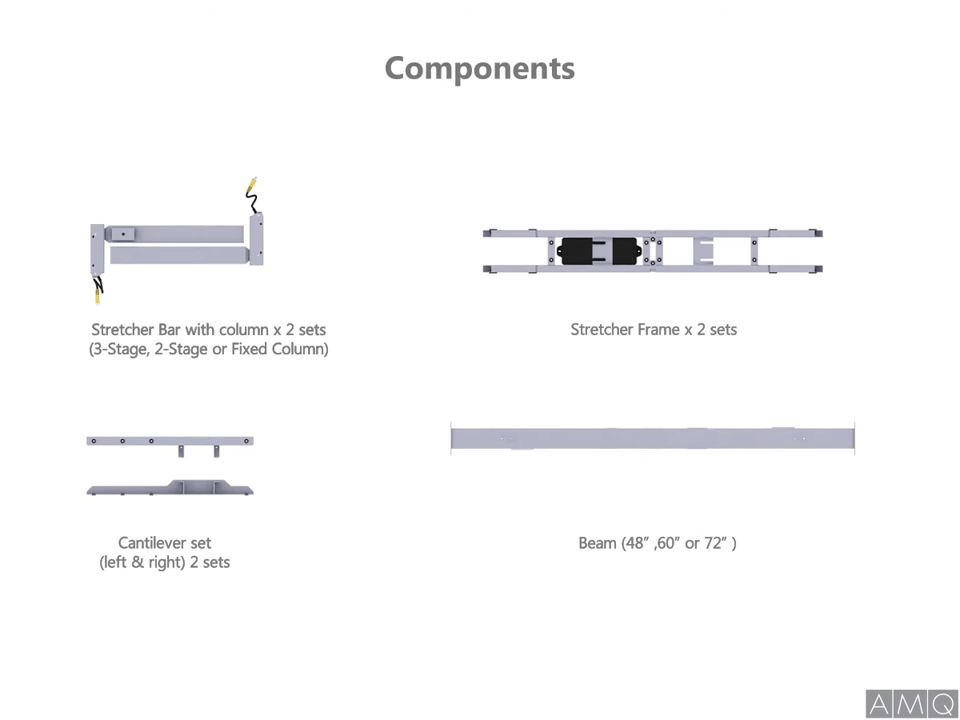 Components
Stretcher Bar with column x 2 sets
(3-Stage, 2-Stage or Fixed Column)
Stretcher Frame x 2 sets
Cantilever set
(left & right) 2 sets
Beam (48” ,60” or 72” )
AMQ